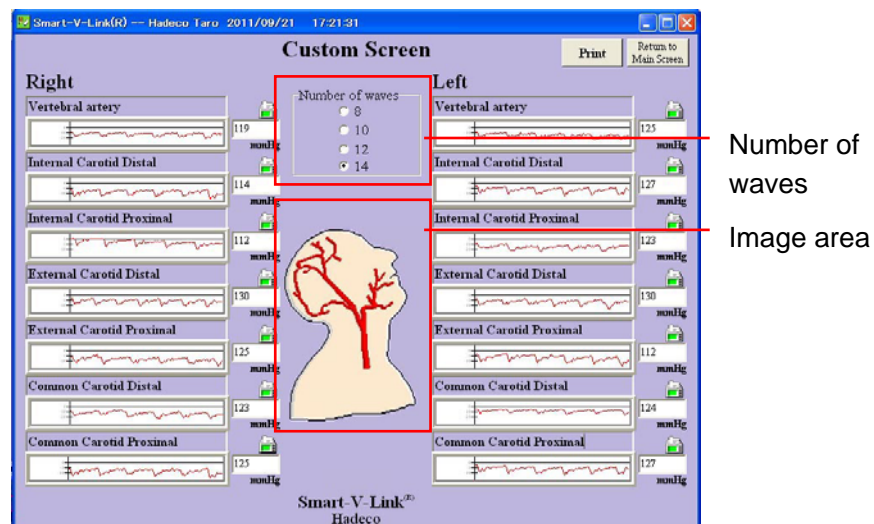 Smart-V-Link(R) -- Hadeco Taro 2011/09/21 17:21:31
Custom Screen
Print
Return to
Main Screen
Right
Vertebral artery
119
mmHg
Internal Carotid Distal
114
mmHg
Internal Carotid Proximal
112
mmHg
External Carotid Distal
130
mmHg
External Carotid Proximal
125
mmHg
Common Carotid Distal
123
mmHg
Common Carotid Proximal
125
mmHg
Number of waves
8
10
12
14
Left
Vertebral artery
125
mmHg
Internal Carotid Distal
127
mmHg
Internal Carotid Proximal
123
mmHg
External Carotid Distal
130
mmHg
External Carotid Proximal
112
mmHg
Common Carotid Distal
124
mmHg
Common Carotid Proximal
127
mmHg
Smart-V-Link(R)
Hadeco
Number of
waves
Image area